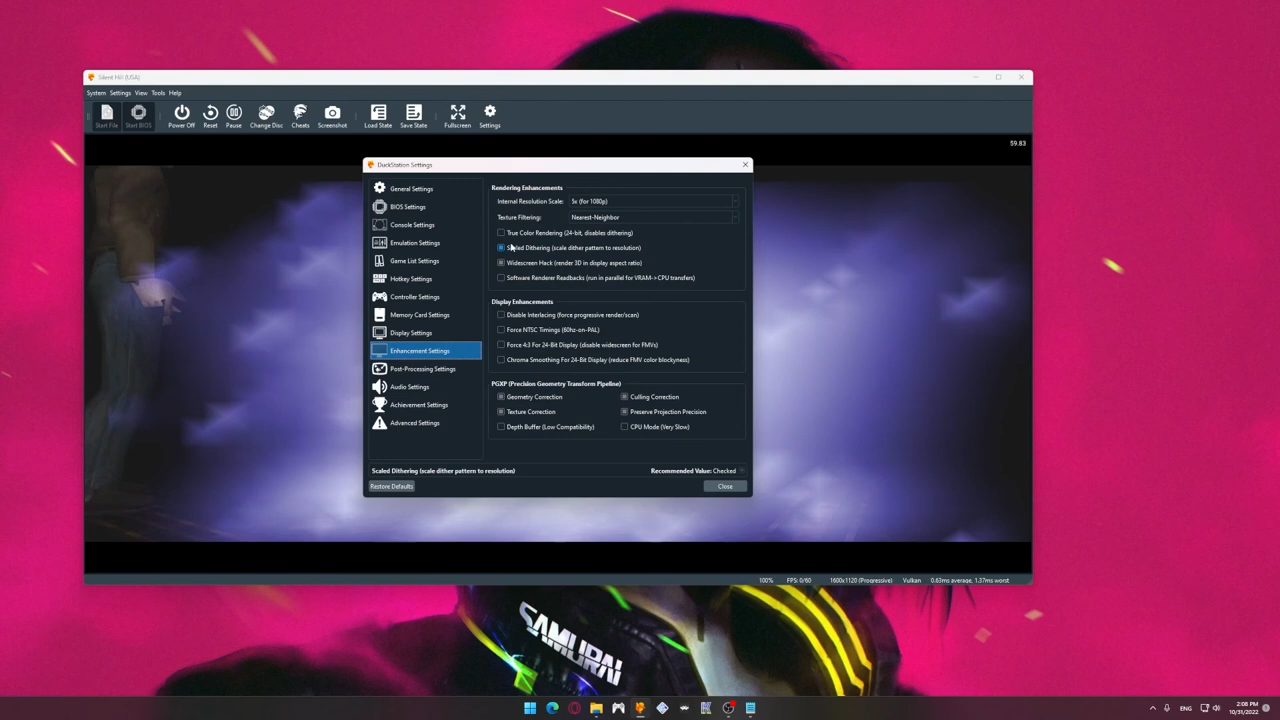 Silent Hill (USA)
System Settings View Tools Help
Start File Start BIOS Power Off Reset Pause Change Disc Cheats Screenshot Load State Save State Fullscreen Settings
59.83
DuckStation Settings
General Settings
BIOS Settings
Console Settings
Emulation Settings
Game List Settings
Hotkey Settings
Controller Settings
Memory Card Settings
Display Settings
Enhancement Settings
Post-Processing Settings
Audio Settings
Achievement Settings
Advanced Settings
Rendering Enhancements
Internal Resolution Scale: 5x (for 1080p)
Texture Filtering: Nearest-Neighbor
True Color Rendering (24-bit, disables dithering)
Scaled Dithering (scale dither pattern to resolution)
Widescreen Hack (render 3D in display aspect ratio)
Software Renderer Readbacks (run in parallel for VRAM->CPU transfers)
Display Enhancements
Disable Interlacing (force progressive render/scan)
Force NTSC Timings (60hz-on-PAL)
Force 4:3 For 24-Bit Display (disable widescreen for FMVs)
Chroma Smoothing For 24-Bit Display (reduce FMV color blockyness)
PGXP (Precision Geometry Transform Pipeline)
Geometry Correction Culling Correction
Texture Correction Preserve Projection Precision
Depth Buffer (Low Compatibility) CPU Mode (Very Slow)
Scaled Dithering (scale dither pattern to resolution) Recommended Value: Checked
Restore Defaults Close
100% FPS: 0/60 1600x1120 (Progressive) Vulkan 0.63ms average, 1.37ms worst
SAMURAI
ENG
2:08 PM
10/31/2022